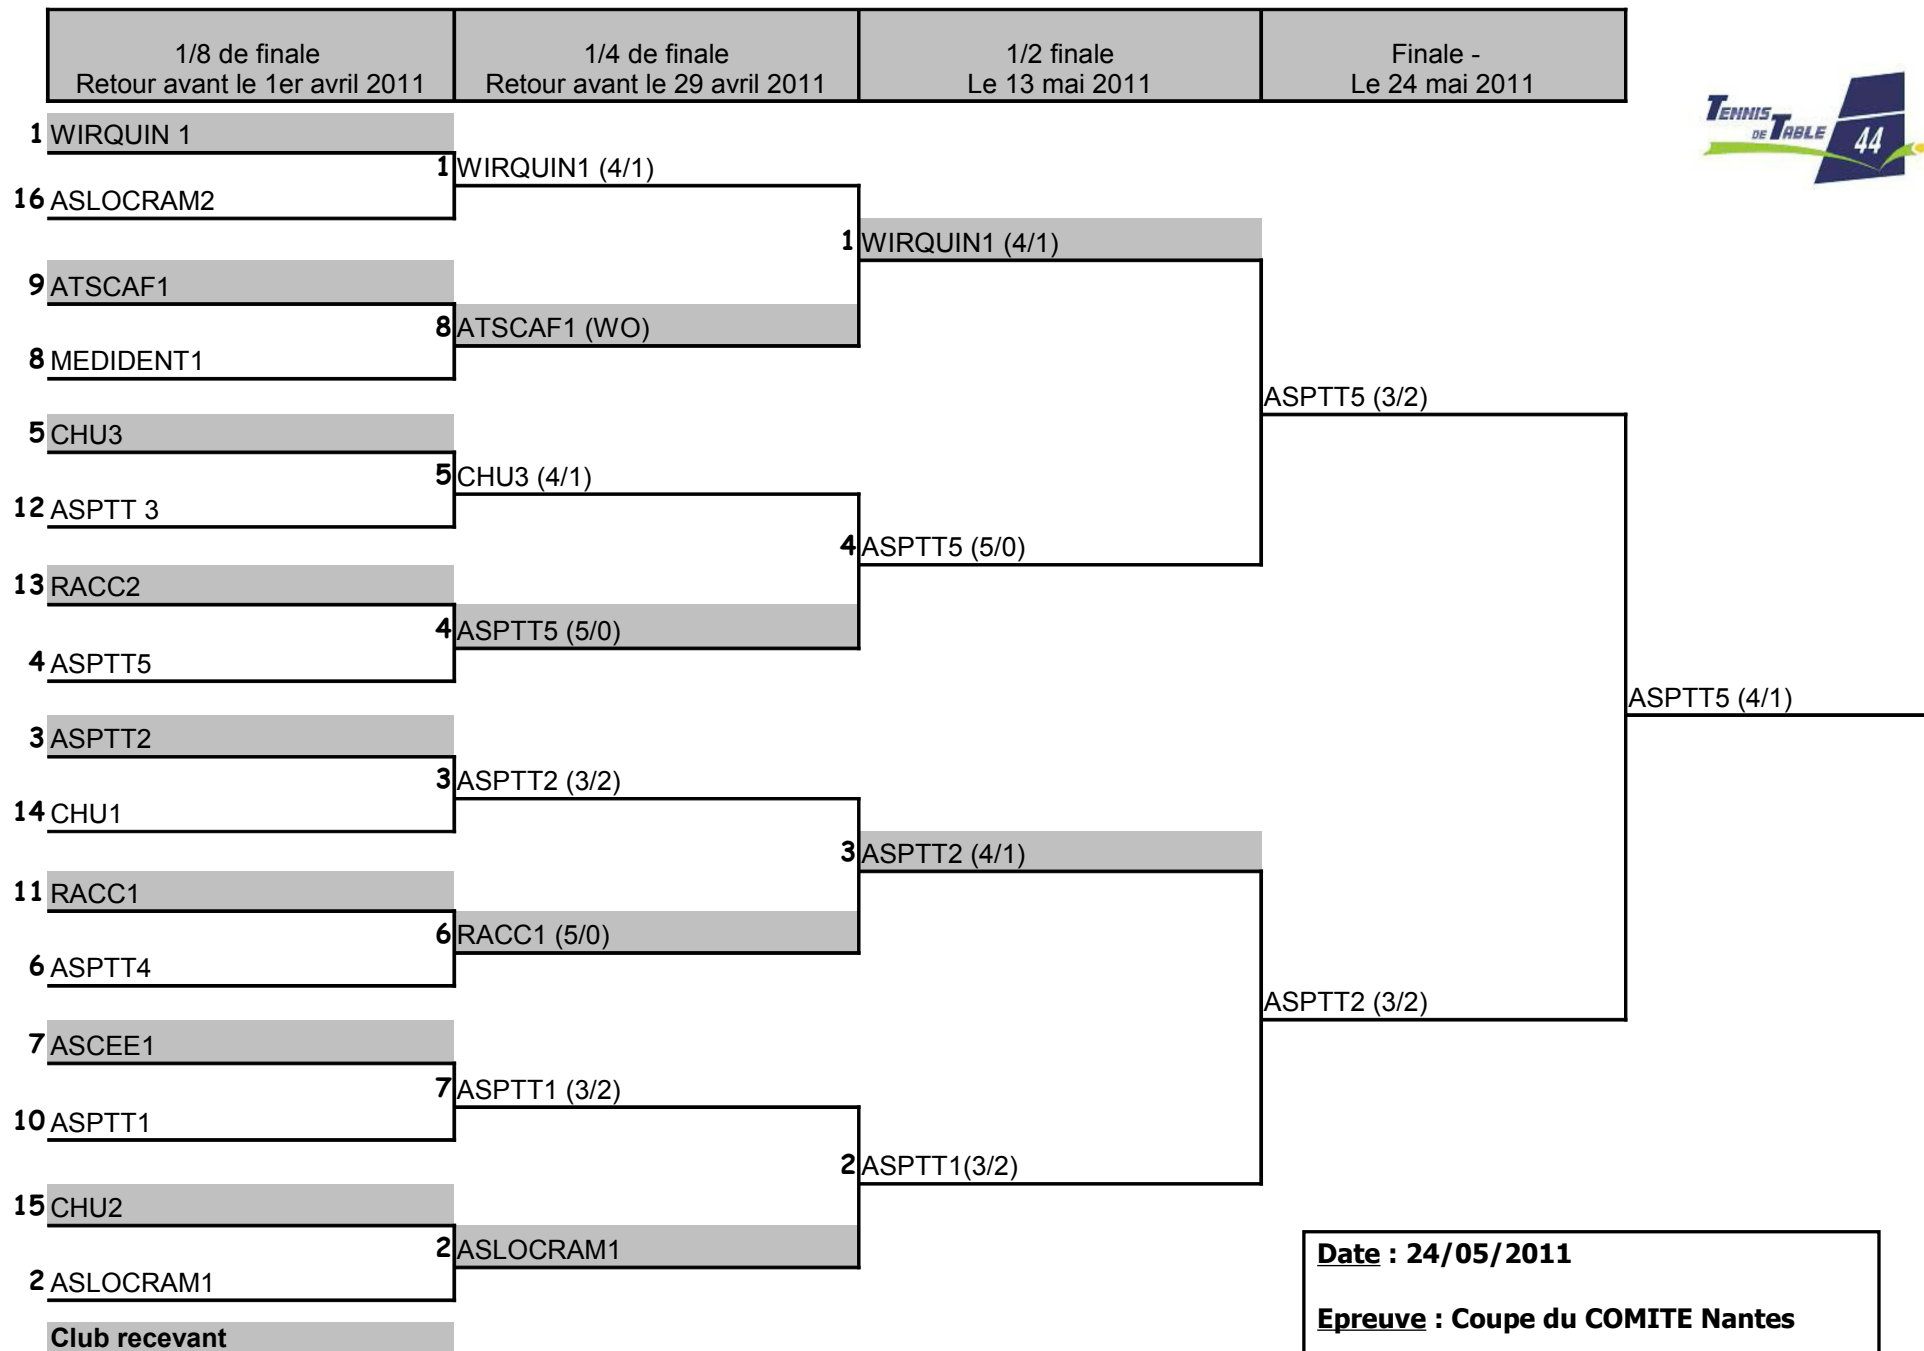 1/8 de finale
Retour avant le 1er avril 2011
1/4 de finale
Retour avant le 29 avril 2011
1/2 finale
Le 13 mai 2011
Finale -
Le 24 mai 2011
TENNIS
DE TABLE 44
1 WIRQUIN 1
1 WIRQUIN1 (4/1)
16 ASLOCRAM2
1 WIRQUIN1 (4/1)
9 ATSCAF1
8 ATSCAF1 (WO)
8 MEDIDENT1
ASPTT5 (3/2)
5 CHU3
5 CHU3 (4/1)
12 ASPTT 3
4 ASPTT5 (5/0)
13 RACC2
4 ASPTT5 (5/0)
4 ASPTT5
ASPTT5 (4/1)
3 ASPTT2
3 ASPTT2 (3/2)
14 CHU1
3 ASPTT2 (4/1)
11 RACC1
6 RACC1 (5/0)
6 ASPTT4
ASPTT2 (3/2)
7 ASCEE1
7 ASPTT1 (3/2)
10 ASPTT1
2 ASPTT1(3/2)
15 CHU2
2 ASLOCRAM1
2 ASLOCRAM1
Club recevant
Date : 24/05/2011
Epreuve : Coupe du COMITE Nantes